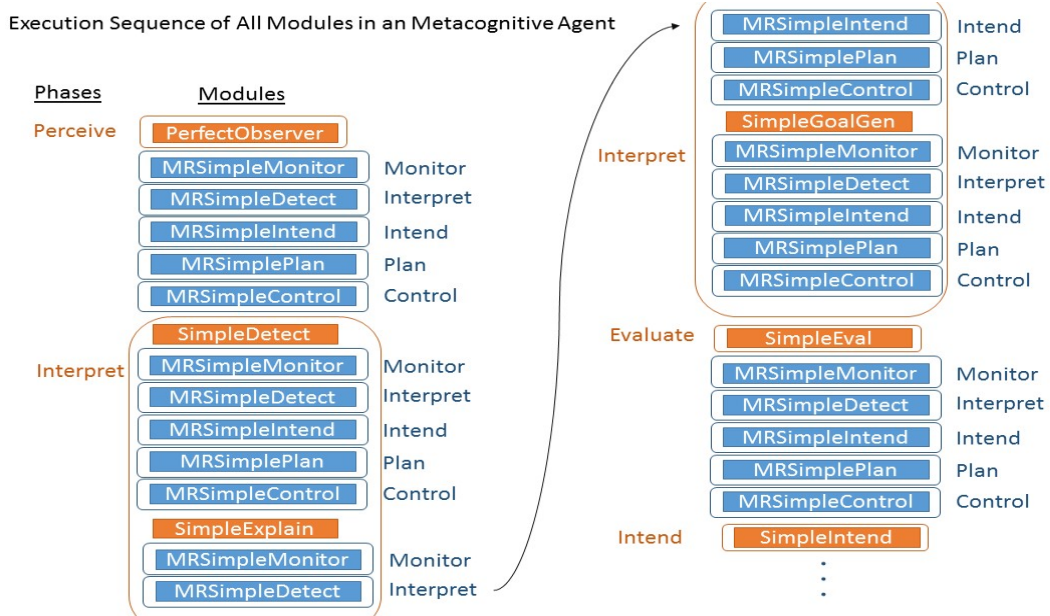 Execution Sequence of All Modules in an Metacognitive Agent
Phases Modules
Perceive PerfectObserver
MRSimpleMonitor Monitor
MRSimpleDetect Interpret
MRSimpleIntend Intend
MRSimplePlan Plan
MRSimpleControl Control
SimpleDetect
Interpret MRSimpleMonitor Monitor
MRSimpleDetect Interpret
MRSimpleIntend Intend
MRSimplePlan Plan
MRSimpleControl Control
SimpleExplain
MRSimpleMonitor Monitor
MRSimpleDetect Interpret
MRSimpleIntend Intend
MRSimplePlan Plan
MRSimpleControl Control
SimpleGoalGen
Interpret MRSimpleMonitor Monitor
MRSimpleDetect Interpret
MRSimpleIntend Intend
MRSimplePlan Plan
MRSimpleControl Control
Evaluate SimpleEval
MRSimpleMonitor Monitor
MRSimpleDetect Interpret
MRSimpleIntend Intend
MRSimplePlan Plan
MRSimpleControl Control
Intend SimpleIntend